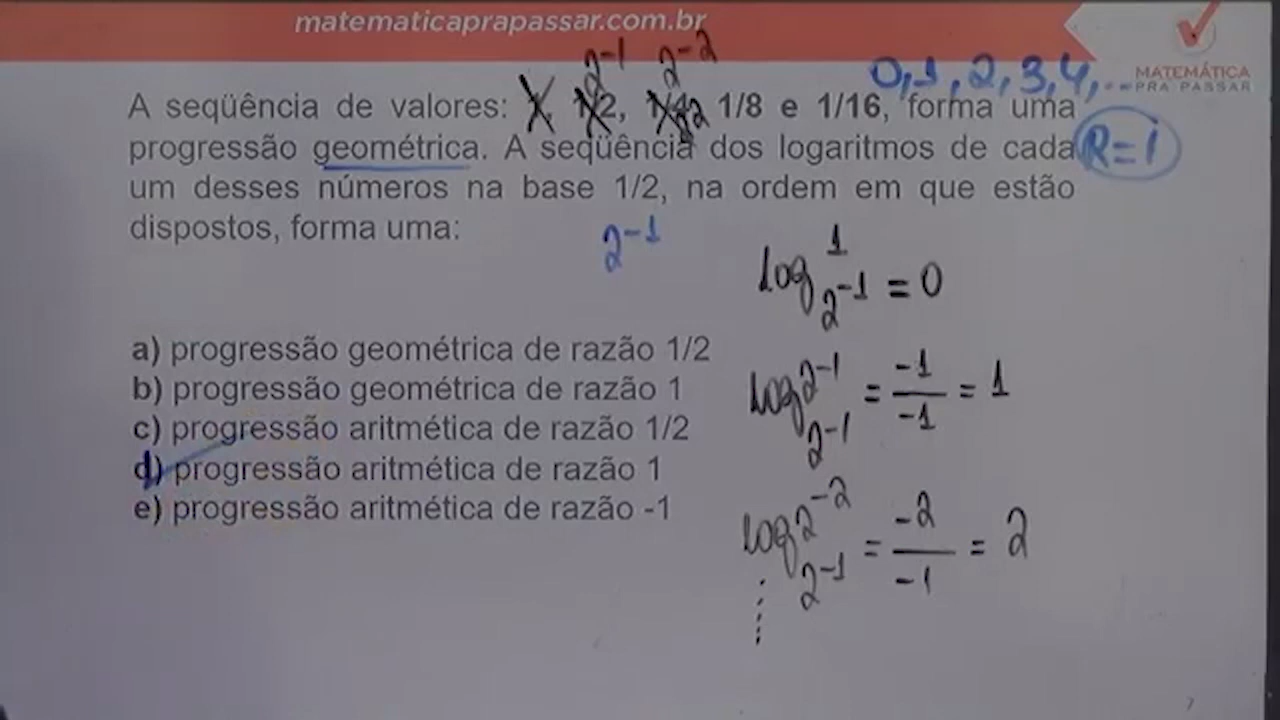 matematicaprapassar.com.br
MATEMÁTICA
PRA PASSAR
2^-1 2^-2
0,1,2,3,4,...
A seqüência de valores: 1, 1/2, 1/4, 1/8 e 1/16, forma uma
progressão geométrica. A seqüência dos logaritmos de cada
R=1
um desses números na base 1/2, na ordem em que estão
dispostos, forma uma:
2^-1
log_{2^-1} 1 = 0
log_{2^-1} 2^-1 = -1/-1 = 1
log_{2^-1} 2^-2 = -2/-1 = 2
a) progressão geométrica de razão 1/2
b) progressão geométrica de razão 1
c) progressão aritmética de razão 1/2
d) progressão aritmética de razão 1
e) progressão aritmética de razão -1
7